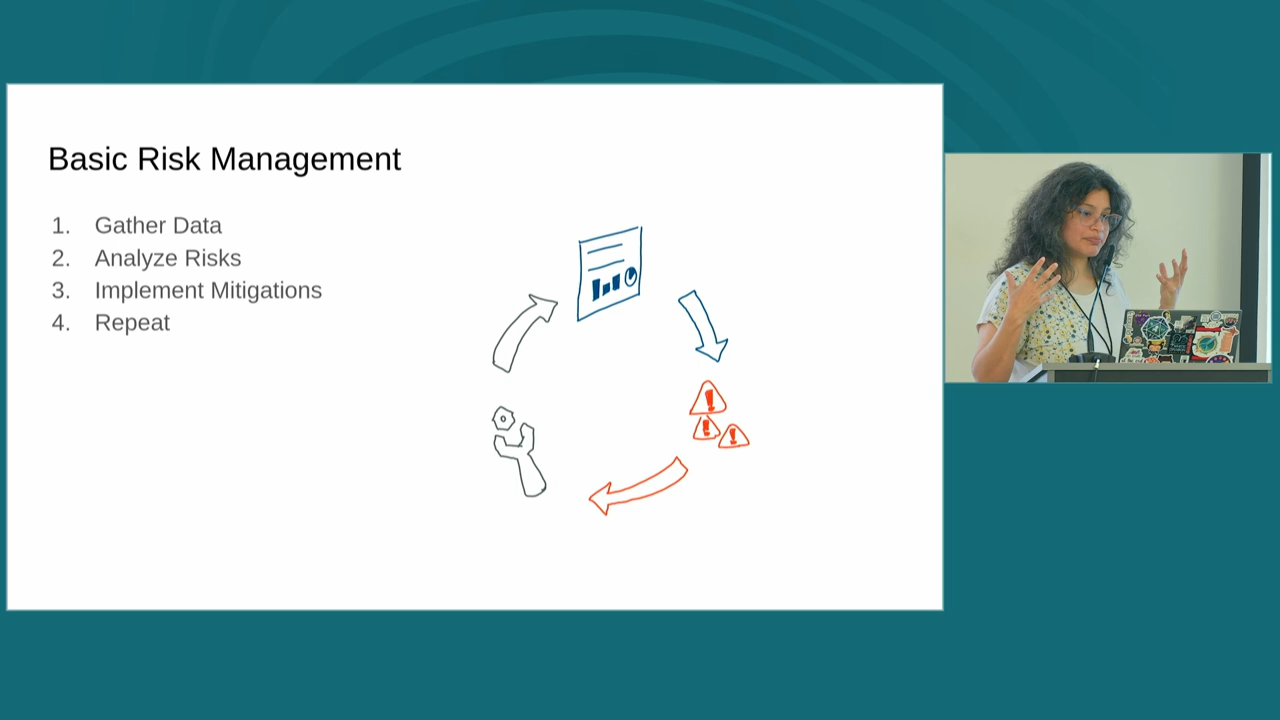 Basic Risk Management
1. Gather Data
2. Analyze Risks
3. Implement Mitigations
4. Repeat